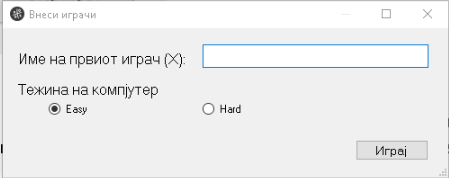 Внеси играчи
Име на првиот играч (X):
Тежина на компјутер
Easy Hard
Играј